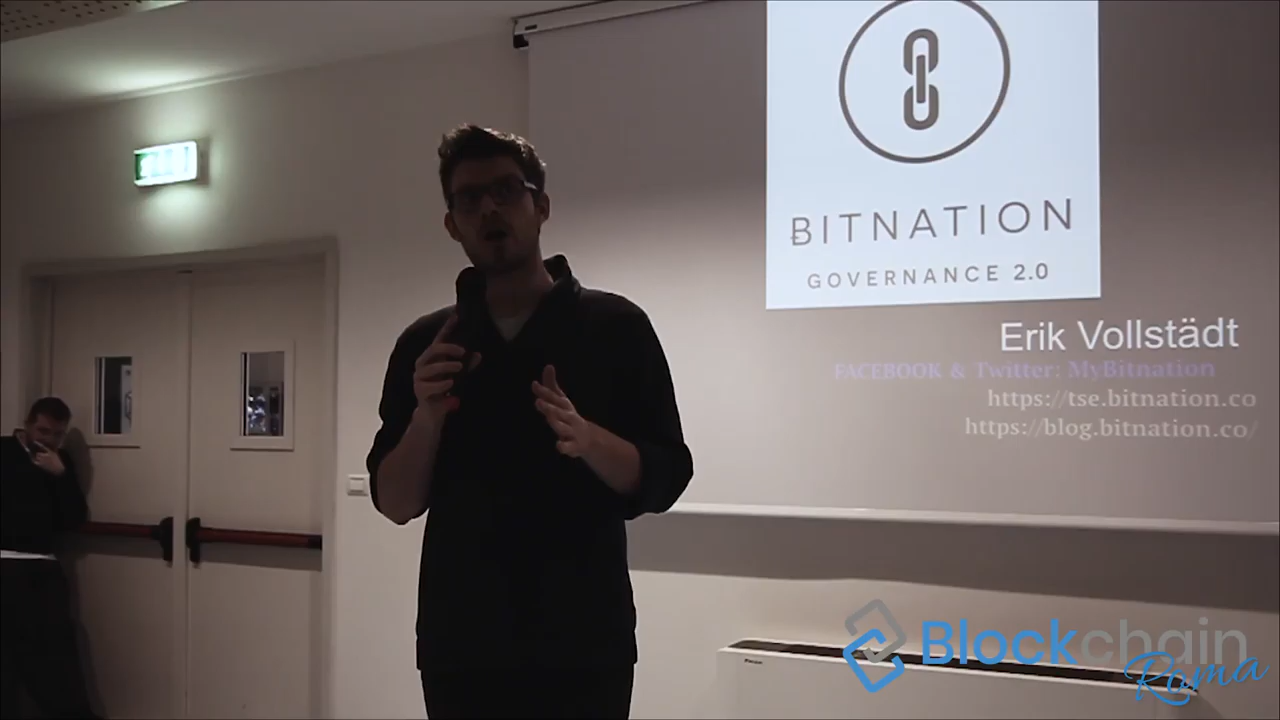 BITNATION
GOVERNANCE 2.0
Erik Vollstädt
FACEBOOK & Twitter: MyBitnation
https://tse.bitnation.co
https://blog.bitnation.co/
Blockchain
Roma